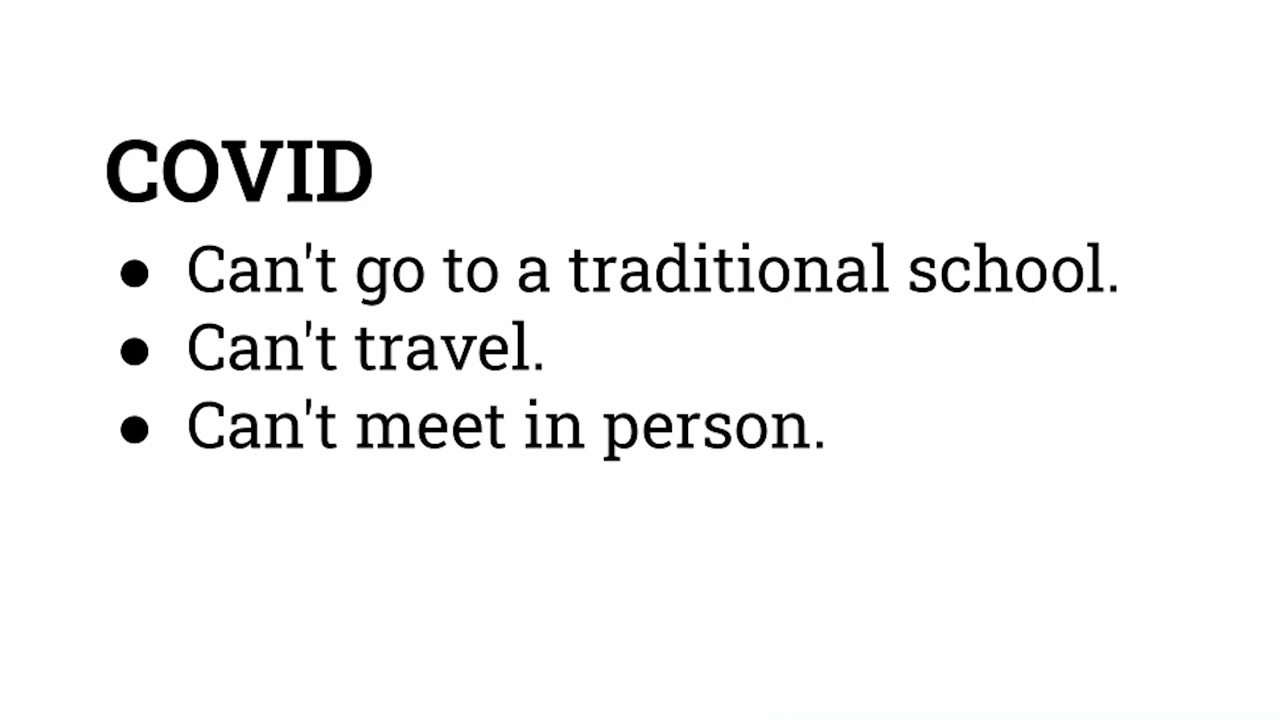 COVID
● Can't go to a traditional school.
● Can't travel.
● Can't meet in person.